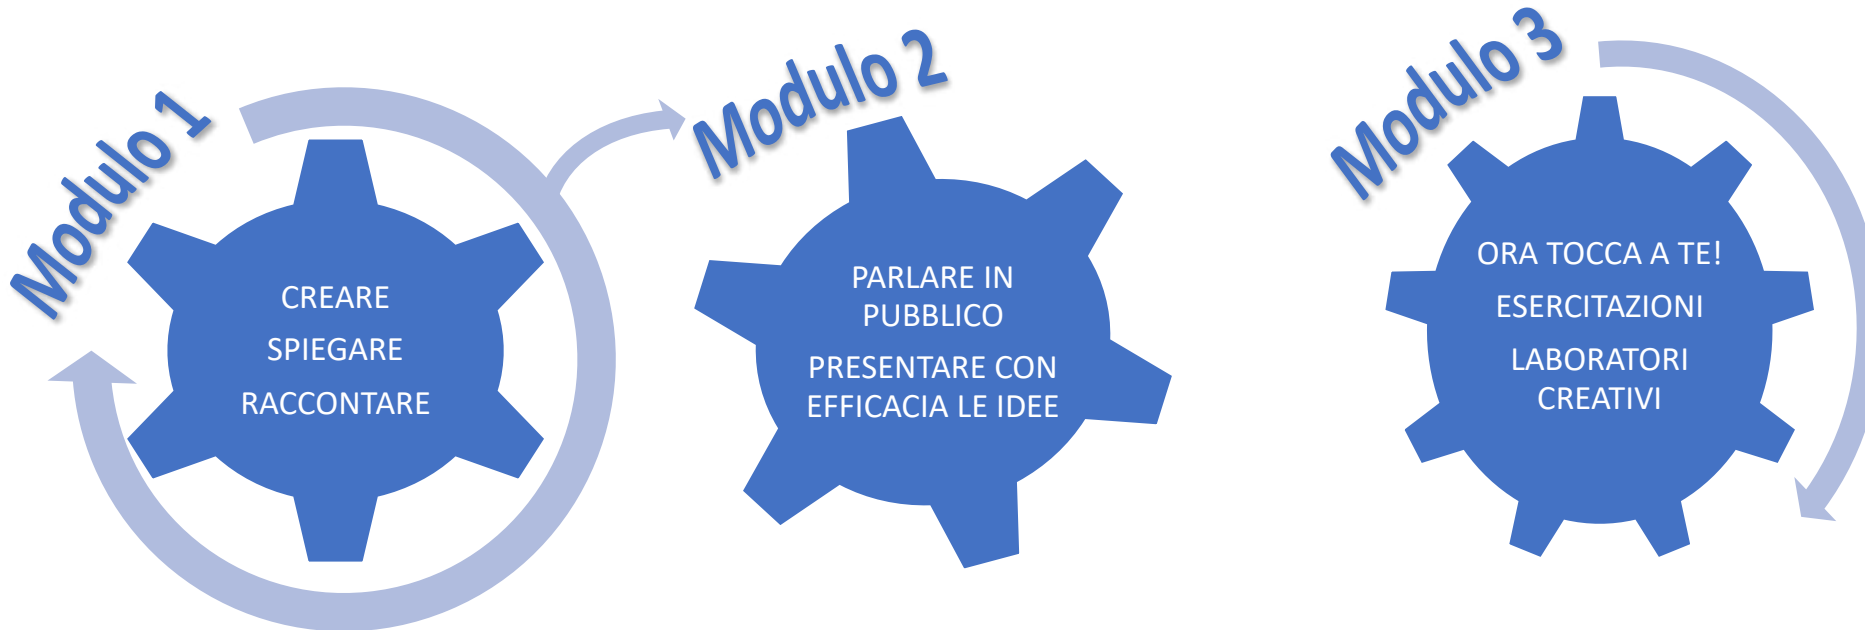 Modulo 1
CREARE
SPIEGARE
RACCONTARE
Modulo 2
PARLARE IN
PUBBLICO
PRESENTARE CON
EFFICACIA LE IDEE
Modulo 3
ORA TOCCA A TE!
ESERCITAZIONI
LABORATORI
CREATIVI